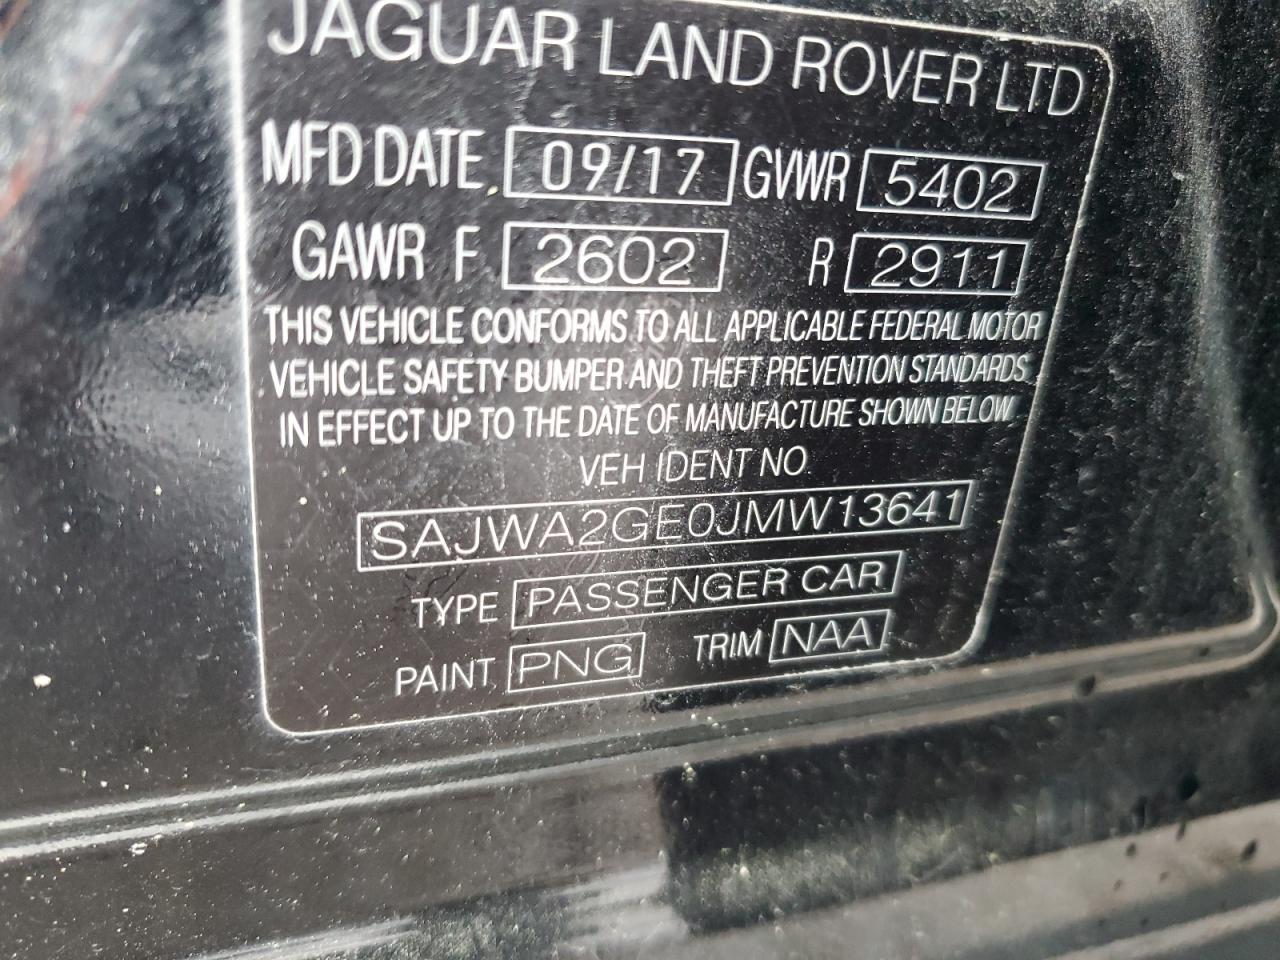 JAGUAR LAND ROVER LTD
MFD DATE 09/17 GVWR 5402
GAWR F 2602 R 2911
THIS VEHICLE CONFORMS TO ALL APPLICABLE FEDERAL MOTOR
VEHICLE SAFETY BUMPER AND THEFT PREVENTION STANDARDS
IN EFFECT UP TO THE DATE OF MANUFACTURE SHOWN BELOW
VEH IDENT NO
SAJWA2GE0JMW13641
TYPE PASSENGER CAR
PAINT PNG TRIM NAA